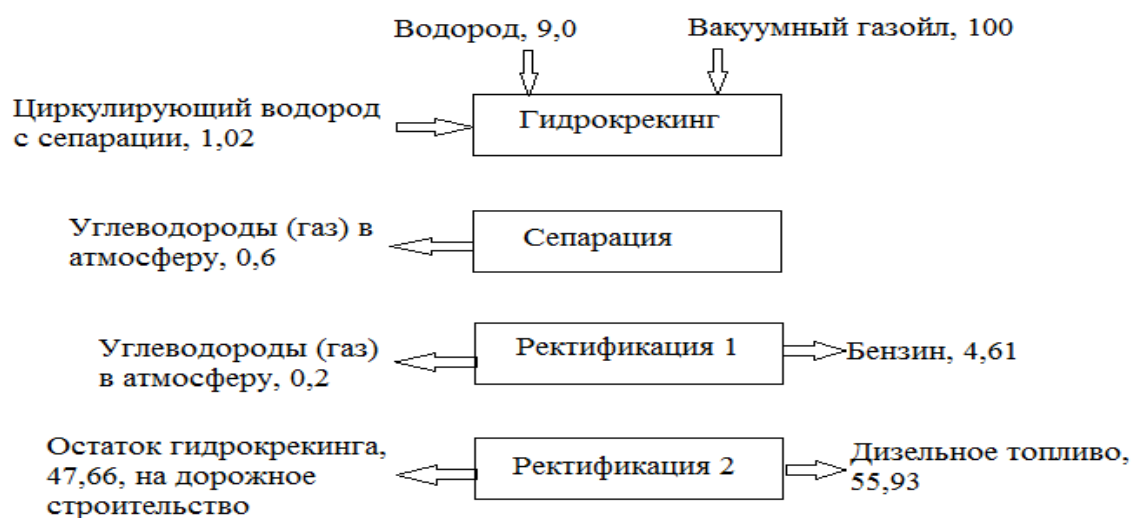 Водород, 9,0
Вакуумный газойл, 100
Циркулирующий водород
с сепарации, 1,02
Гидрокрекинг
Углеводороды (газ) в
атмосферу, 0,6
Сепарация
Углеводороды (газ)
в атмосферу, 0,2
Ректификация 1
Бензин, 4,61
Остаток гидрокрекинга,
47,66, на дорожное
строительство
Ректификация 2
Дизельное топливо,
55,93